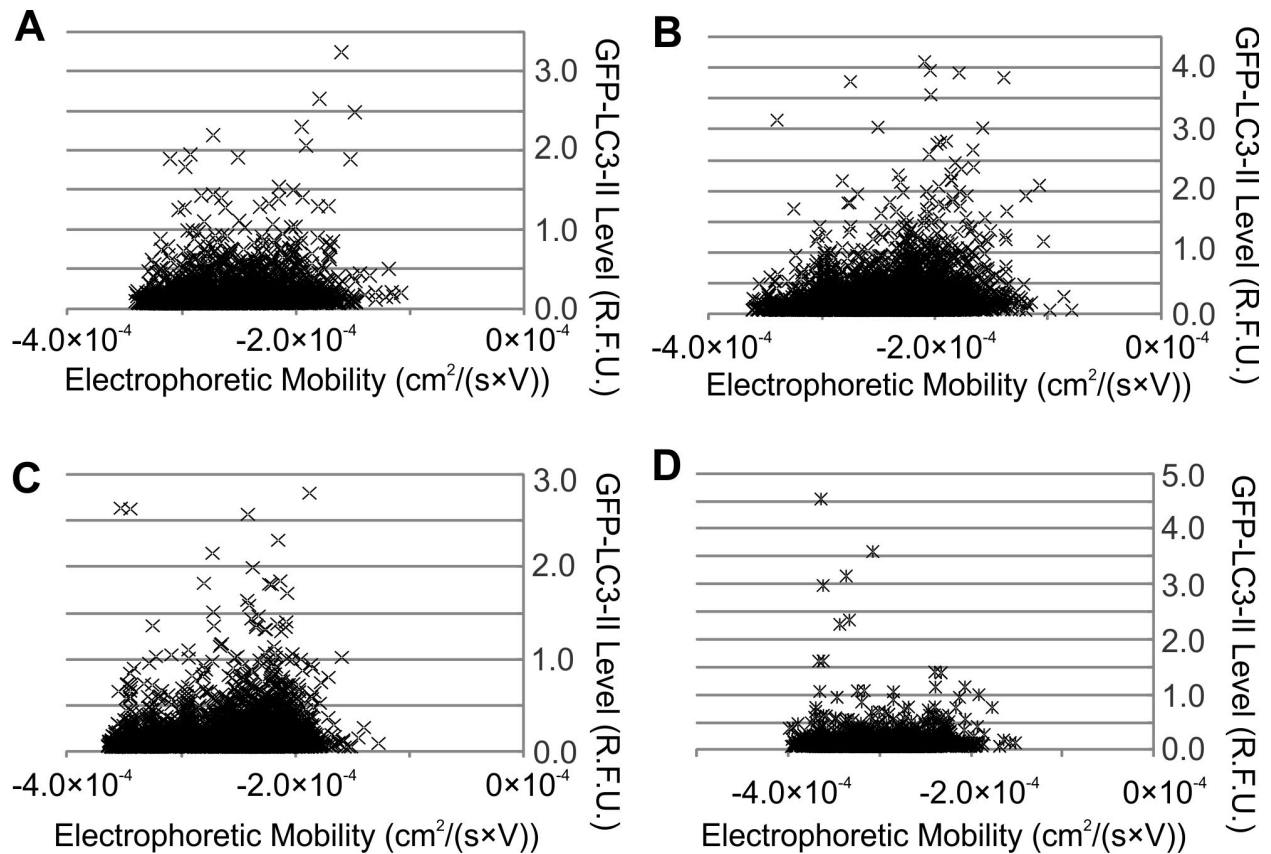 A
3.0
2.0
1.0
0.0
GFP-LC3-II Level (R.F.U.)
-4.0×10⁻⁴
-2.0×10⁻⁴
0×10⁻⁴
Electrophoretic Mobility (cm²/(s×V))
B
4.0
3.0
2.0
1.0
0.0
GFP-LC3-II Level (R.F.U.)
-4.0×10⁻⁴
-2.0×10⁻⁴
0×10⁻⁴
Electrophoretic Mobility (cm²/(s×V))
C
3.0
2.0
1.0
0.0
GFP-LC3-II Level (R.F.U.)
-4.0×10⁻⁴
-2.0×10⁻⁴
0×10⁻⁴
Electrophoretic Mobility (cm²/(s×V))
D
5.0
4.0
3.0
2.0
1.0
0.0
GFP-LC3-II Level (R.F.U.)
-4.0×10⁻⁴
-2.0×10⁻⁴
0×10⁻⁴
Electrophoretic Mobility (cm²/(s×V))